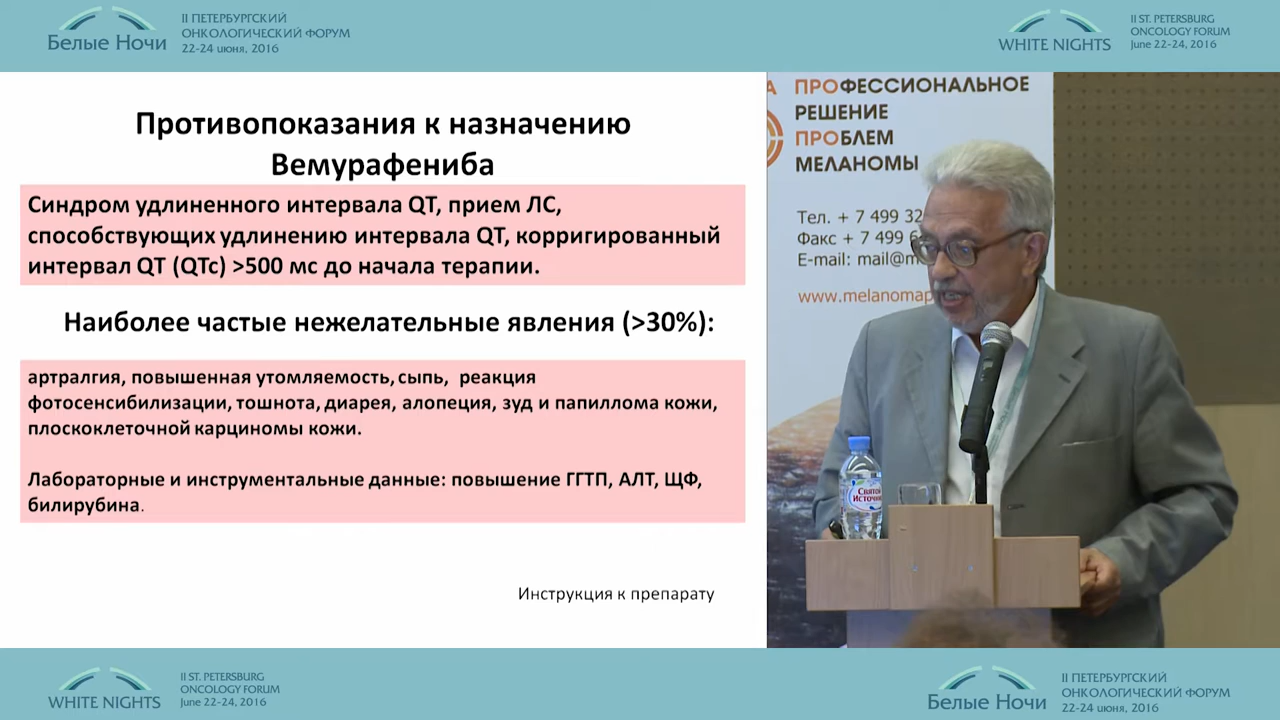 Белые Ночи
II ПЕТЕРБУРГСКИЙ
ОНКОЛОГИЧЕСКИЙ ФОРУМ
22-24 июня, 2016
WHITE NIGHTS
II ST. PETERSBURG
ONCOLOGY FORUM
June 22-24, 2016
Противопоказания к назначению
Вемурафениба
Синдром удлиненного интервала QT, прием ЛС,
способствующих удлинению интервала QT, корригированный
интервал QT (QTc) >500 мс до начала терапии.
Наиболее частые нежелательные явления (>30%):
артралгия, повышенная утомляемость, сыпь, реакция
фотосенсибилизации, тошнота, диарея, алопеция, зуд и папиллома кожи,
плоскоклеточной карциномы кожи.
Лабораторные и инструментальные данные: повышение ГГТП, АЛТ, ЩФ,
билирубина.
Инструкция к препарату
А ПРОФЕССИОНАЛЬНОЕ
РЕШЕНИЕ
ПРОБЛЕМ
МЕЛАНОМЫ
Тел. + 7 499 32
Факс + 7 499 6
E-mail: mail@m
www.melanomap
Святой
Источник
WHITE NIGHTS
II ST. PETERSBURG
ONCOLOGY FORUM
June 22-24, 2016
Белые Ночи
II ПЕТЕРБУРГСКИЙ
ОНКОЛОГИЧЕСКИЙ ФОРУМ
22-24 июня, 2016